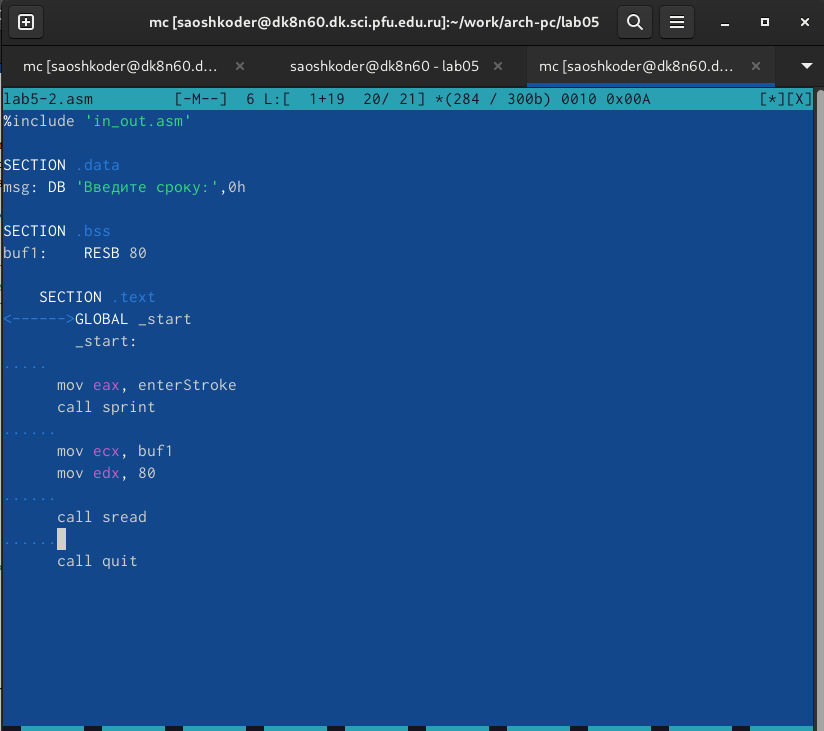 mc [saoshkoder@dk8n60.dk.sci.pfu.edu.ru]:~/work/arch-pc/lab05
mc [saoshkoder@dk8n60.d... × saoshkoder@dk8n60 - lab05 × mc [saoshkoder@dk8n60.d... ×
lab5-2.asm [-M--] 6 L:[ 1+19 20/ 21] *(284 / 300b) 0010 0x00A [*][X]
%include 'in_out.asm'
SECTION .data
msg: DB 'Введите сроку:',0h
SECTION .bss
buf1: RESB 80
SECTION .text
<------>GLOBAL _start
_start:
.....
mov eax, enterStroke
call sprint
......
mov ecx, buf1
mov edx, 80
......
call sread
......
call quit